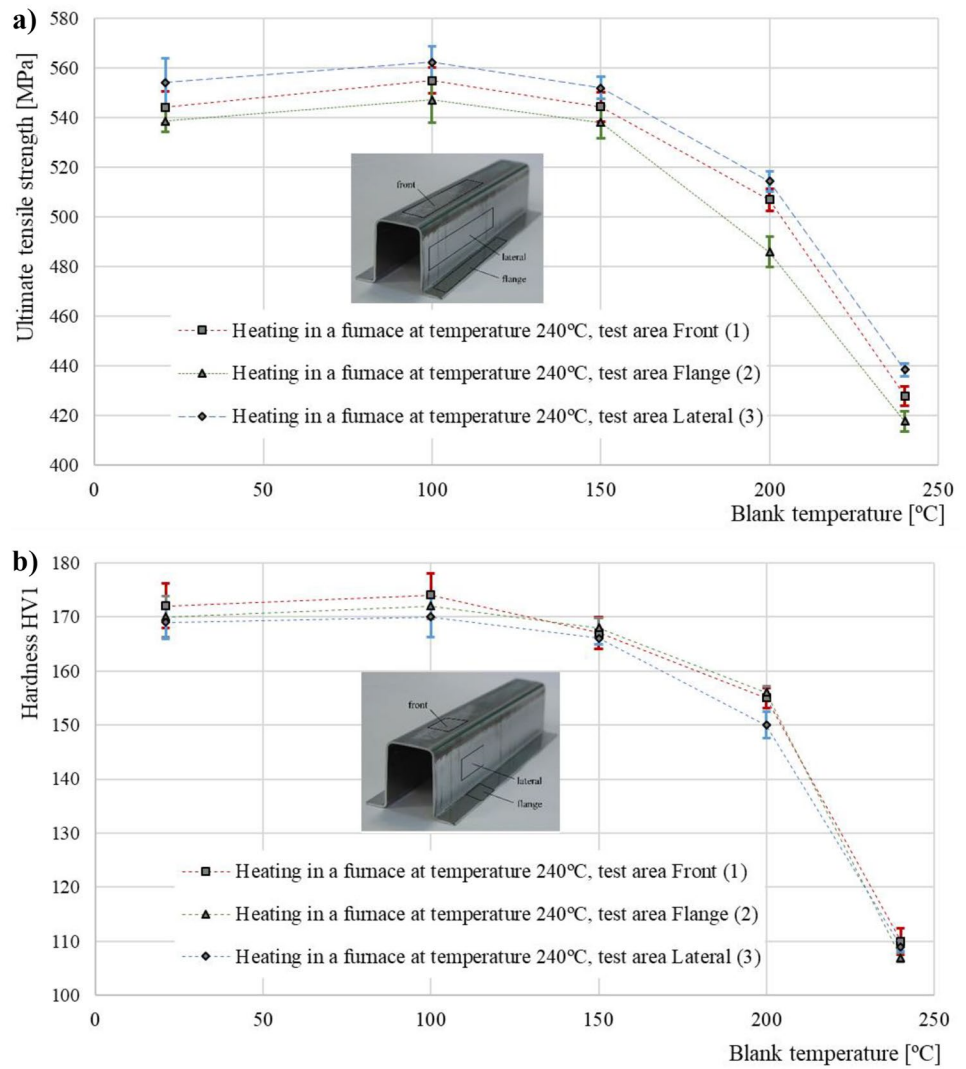 a)
Ultimate tensile strength [MPa]
580
560
540
520
500
480
460
440
420
400
front
lateral
flange
Heating in a furnace at temperature 240ºC, test area Front (1)
Heating in a furnace at temperature 240ºC, test area Flange (2)
Heating in a furnace at temperature 240ºC, test area Lateral (3)
0 50 100 150 200 250
Blank temperature [ºC]
b)
Hardness HV1
180
170
160
150
140
130
120
110
100
front
lateral
flange
Heating in a furnace at temperature 240ºC, test area Front (1)
Heating in a furnace at temperature 240ºC, test area Flange (2)
Heating in a furnace at temperature 240ºC, test area Lateral (3)
0 50 100 150 200 250
Blank temperature [ºC]